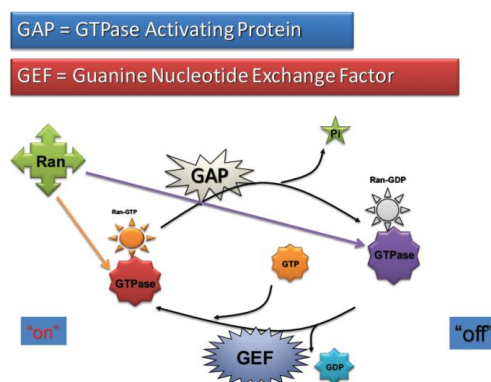 GAP = GTPase Activating Protein
GEF = Guanine Nucleotide Exchange Factor
Pi
Ran
GAP
Ran-GDP
Ran-GTP
GTPase
GTP
GTPase
"on"
"off"
GEF
GDP